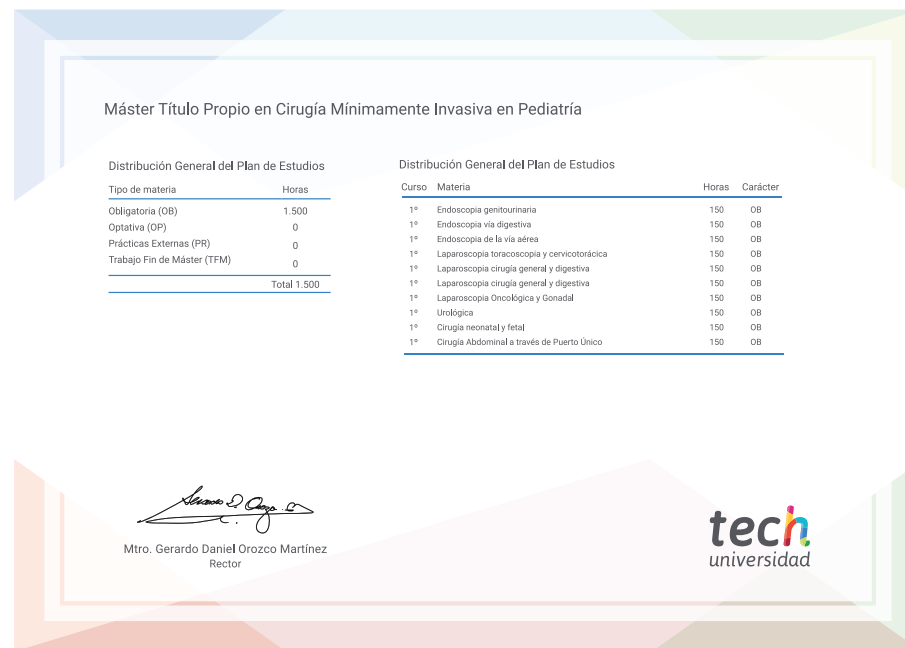 Máster Título Propio en Cirugía Mínimamente Invasiva en Pediatría
Distribución General del Plan de Estudios
Tipo de materia Horas
Obligatoria (OB) 1.500
Optativa (OP) 0
Prácticas Externas (PR) 0
Trabajo Fin de Máster (TFM) 0
Total 1.500
Distribución General del Plan de Estudios
Curso Materia Horas Carácter
1º Endoscopia genitourinaria 150 OB
1º Endoscopia vía digestiva 150 OB
1º Endoscopia de la vía aérea 150 OB
1º Laparoscopia toracoscopia y cervicotorácica 150 OB
1º Laparoscopia cirugía general y digestiva 150 OB
1º Laparoscopia cirugía general y digestiva 150 OB
1º Laparoscopia Oncológica y Gonadal 150 OB
1º Urológica 150 OB
1º Cirugía neonatal y fetal 150 OB
1º Cirugía Abdominal a través de Puerto Único 150 OB
Mtro. Gerardo Daniel Orozco Martínez
Rector
tech
universidad